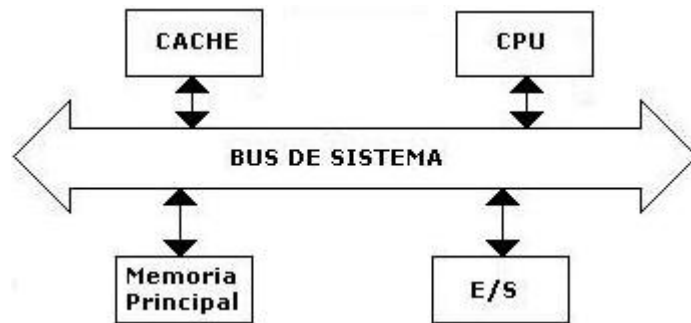 CACHE
CPU
BUS DE SISTEMA
Memoria
Principal
E/S